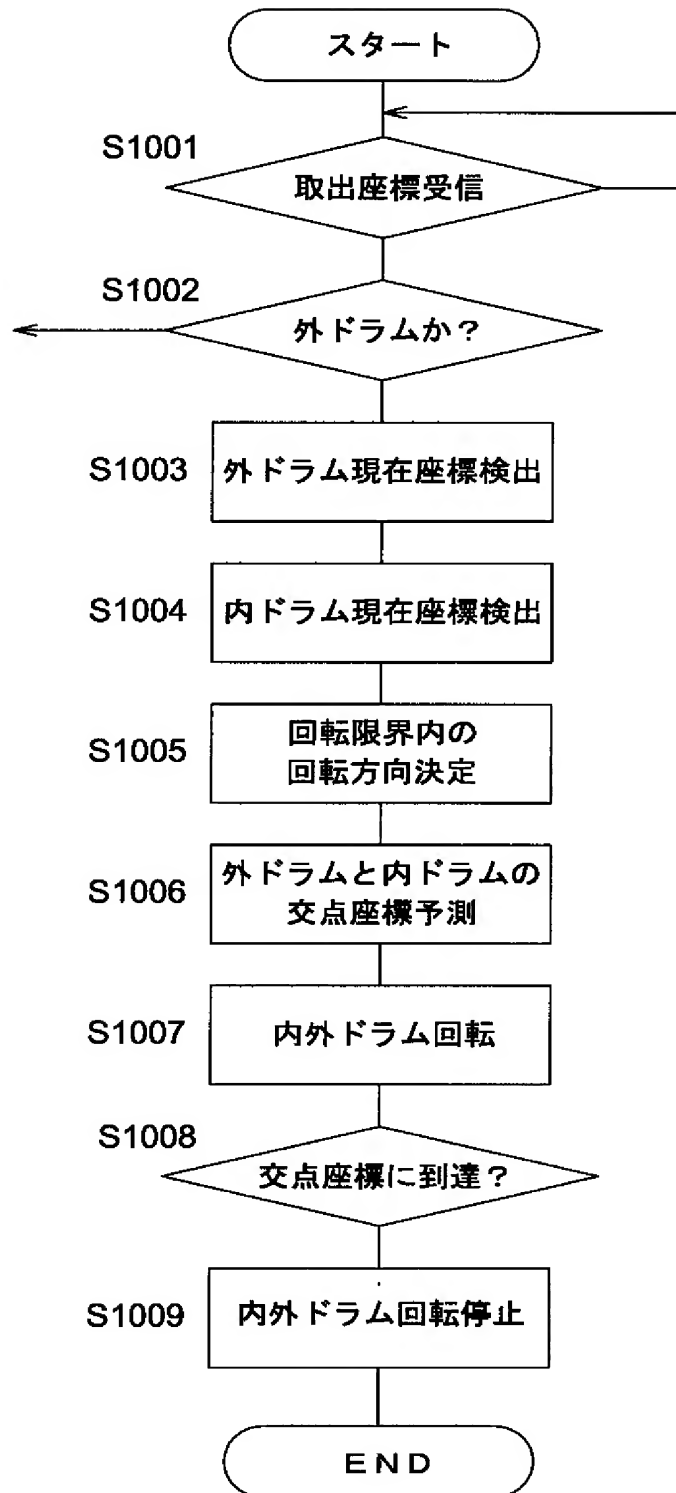 スタート
S1001
取出座標受信
S1002
外ドラムか？
S1003
外ドラム現在座標検出
S1004
内ドラム現在座標検出
S1005
回転限界内の
回転方向決定
S1006
外ドラムと内ドラムの
交点座標予測
S1007
内外ドラム回転
S1008
交点座標に到達？
S1009
内外ドラム回転停止
END